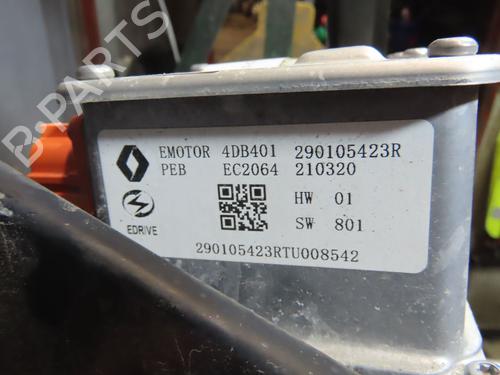 B-PARTS
EMOTOR 4DB401 290105423R
PEB EC2064 210320
HW 01
SW 801
EDRIVE
290105423RTU008542